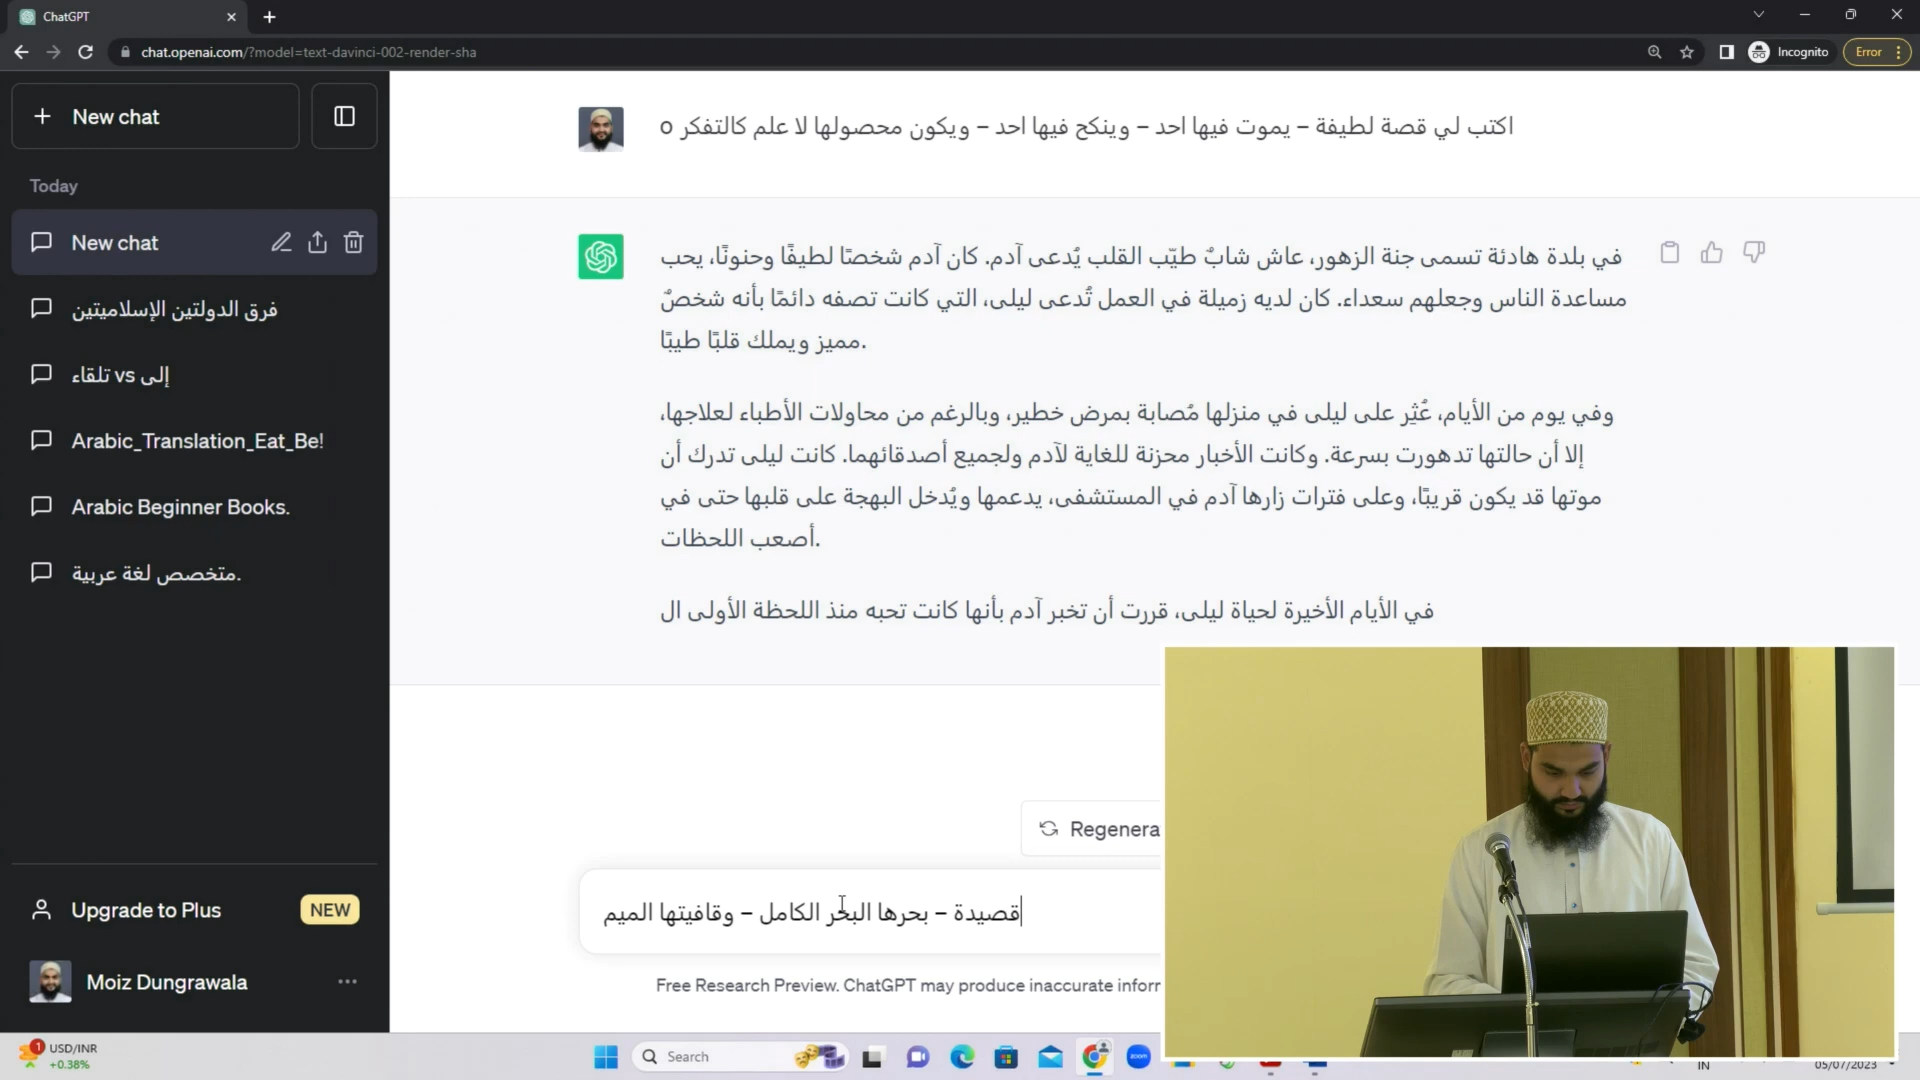 ChatGPT
chat.openai.com/?model=text-davinci-002-render-sha
Incognito
Error
New chat
Today
New chat
فرق الدولتين الإسلاميتين
إلى vs تلقاء
Arabic_Translation_Eat_Be!
Arabic Beginner Books.
متخصص لغة عربية.
Upgrade to Plus
NEW
Moiz Dungrawala
اكتب لي قصة لطيفة – يموت فيها احد – وينكح فيها احد – ويكون محصولها لا علم كالتفكر o
في بلدة هادئة تسمى جنة الزهور، عاش شابٌ طيّب القلب يُدعى آدم. كان آدم شخصًا لطيفًا وحنونًا، يحب
مساعدة الناس وجعلهم سعداء. كان لديه زميلة في العمل تُدعى ليلى، التي كانت تصفه دائمًا بأنه شخصٌ
مميز ويملك قلبًا طيبًا.
وفي يوم من الأيام، عُثِر على ليلى في منزلها مُصابة بمرض خطير، وبالرغم من محاولات الأطباء لعلاجها،
إلا أن حالتها تدهورت بسرعة. وكانت الأخبار محزنة للغاية لآدم ولجميع أصدقائهما. كانت ليلى تدرك أن
موتها قد يكون قريبًا، وعلى فترات زارها آدم في المستشفى، يدعمها ويُدخل البهجة على قلبها حتى في
أصعب اللحظات.
في الأيام الأخيرة لحياة ليلى، قررت أن تخبر آدم بأنها كانت تحبه منذ اللحظة الأولى ال
Regenera
قصيدة – بحرها البحر الكامل – وقافيتها الميم
Free Research Preview. ChatGPT may produce inaccurate inforr
1
USD/INR
+0.38%
Search
zoom
IN
05/07/2023